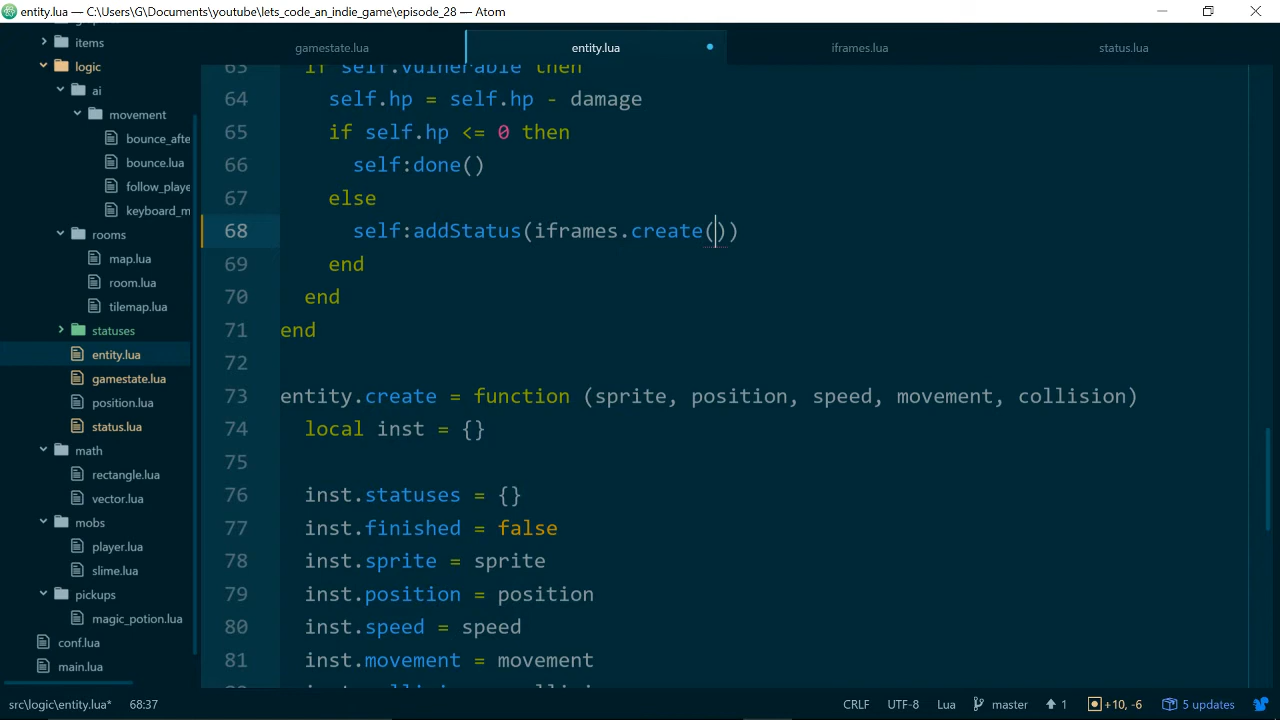 entity.lua — C:\Users\G\Documents\youtube\lets_code_an_indie_game\episode_28 — Atom
gamestate.lua
entity.lua
iframes.lua
status.lua
items
logic
ai
movement
bounce_afte
bounce.lua
follow_playe
keyboard_m
rooms
map.lua
room.lua
tilemap.lua
statuses
entity.lua
gamestate.lua
position.lua
status.lua
math
rectangle.lua
vector.lua
mobs
player.lua
slime.lua
pickups
magic_potion.lua
conf.lua
main.lua
63 if self.vulnerable then
64 self.hp = self.hp - damage
65 if self.hp <= 0 then
66 self:done()
67 else
68 self:addStatus(iframes.create())
69 end
70 end
71 end
72
73 entity.create = function (sprite, position, speed, movement, collision)
74 local inst = {}
75
76 inst.statuses = {}
77 inst.finished = false
78 inst.sprite = sprite
79 inst.position = position
80 inst.speed = speed
81 inst.movement = movement
src\logic\entity.lua* 68:37 CRLF UTF-8 Lua master 1 +10, -6 5 updates